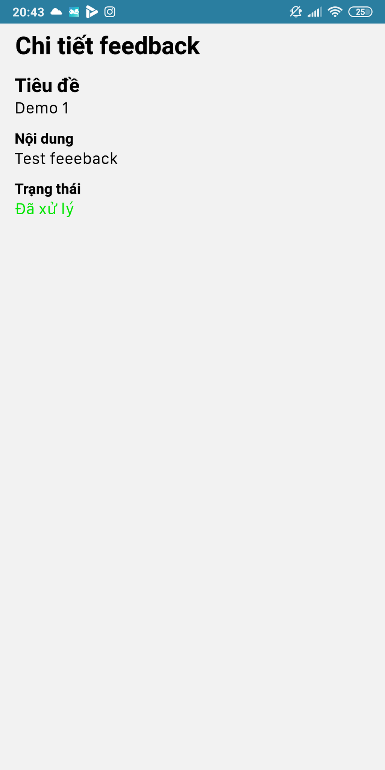 20:43
25
Chi tiết feedback
Tiêu đề
Demo 1
Nội dung
Test feeeback
Trạng thái
Đã xử lý